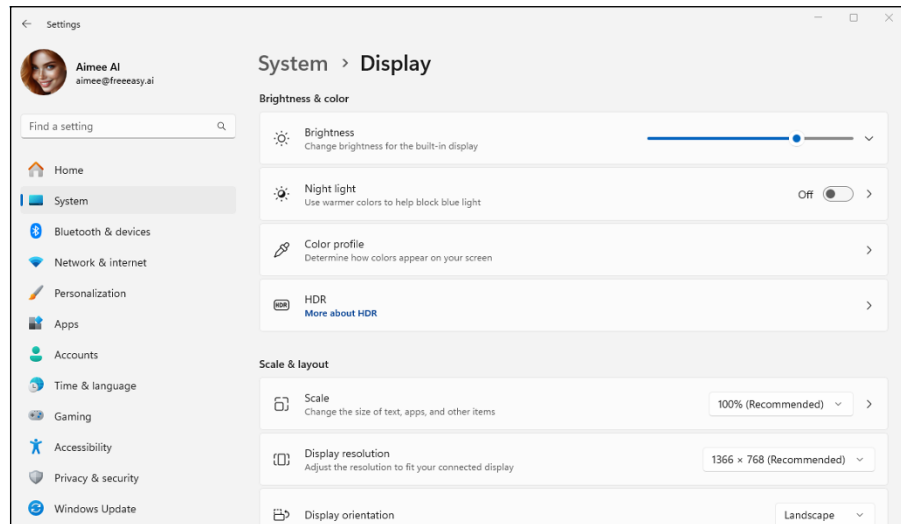 Settings
Aimee AI
aimee@freeeasy.ai
Find a setting
Home
System
Bluetooth & devices
Network & internet
Personalization
Apps
Accounts
Time & language
Gaming
Accessibility
Privacy & security
Windows Update
System > Display
Brightness & color
Brightness
Change brightness for the built-in display
Night light
Use warmer colors to help block blue light
Off
Color profile
Determine how colors appear on your screen
HDR
HDR
More about HDR
Scale & layout
Scale
Change the size of text, apps, and other items
100% (Recommended)
Display resolution
Adjust the resolution to fit your connected display
1366 × 768 (Recommended)
Display orientation
Landscape